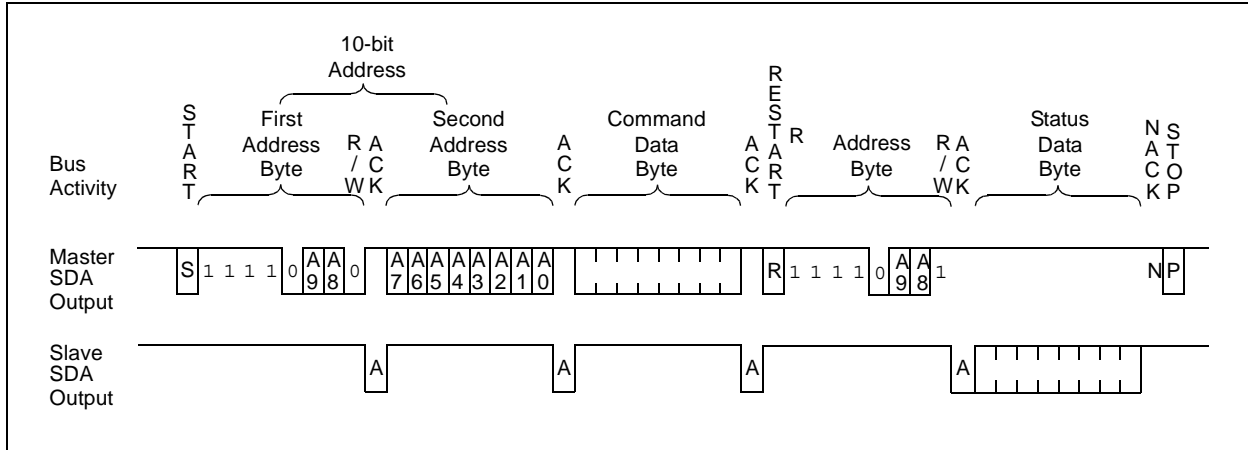 10-bit
Address
Bus
Activity
START
First
Address
Byte
R/W
ACK
Second
Address
Byte
ACK
Command
Data
Byte
ACK
RESTART
R
Address
Byte
R/W
ACK
Status
Data
Byte
NACK
STOP
Master
SDA
Output
S 1 1 1 1 0 A9 A8 0 A7 A6 A5 A4 A3 A2 A1 A0 R 1 1 1 1 0 A9 A8 1 N P
Slave
SDA
Output
A A A A